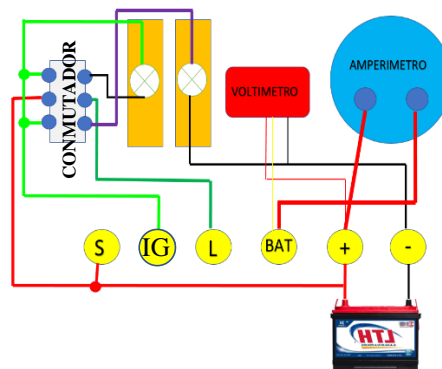 AMPERIMETRO
CONMUTADOR
VOLTIMETRO
S
IG
L
BAT
+
-
HTJ